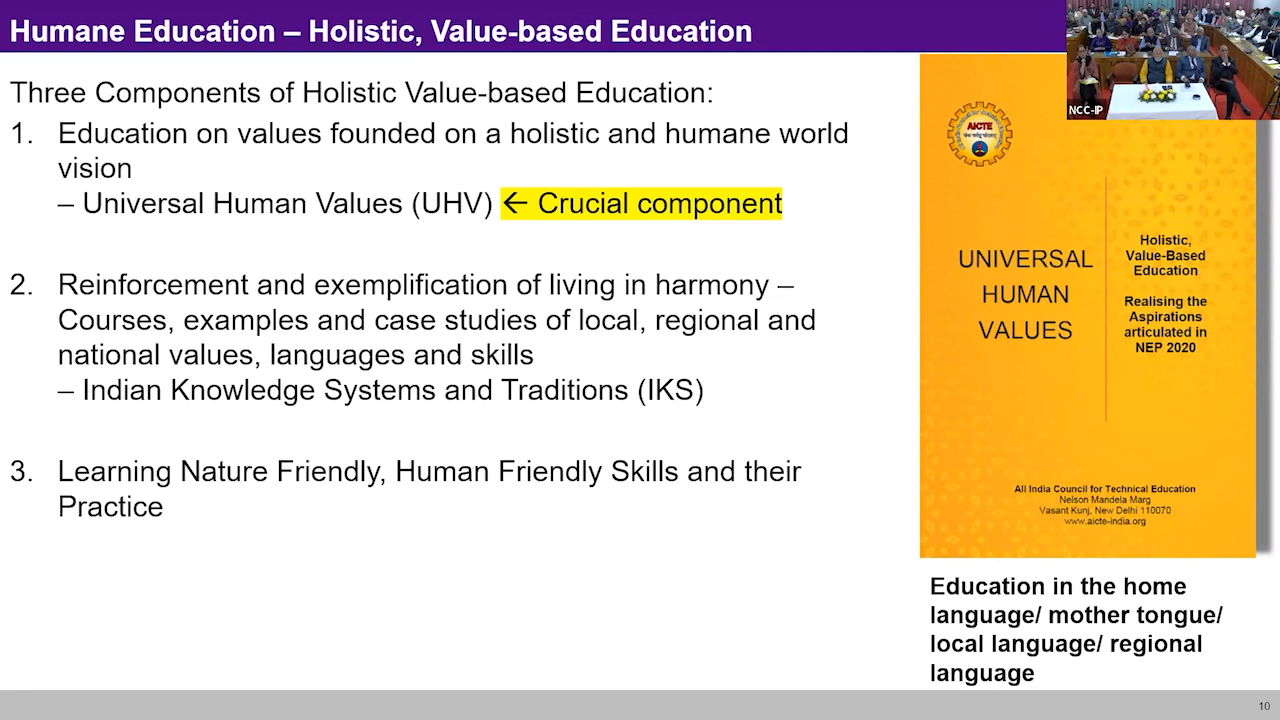 Humane Education – Holistic, Value-based Education
Three Components of Holistic Value-based Education:
1. Education on values founded on a holistic and humane world
vision
– Universal Human Values (UHV) ← Crucial component
2. Reinforcement and exemplification of living in harmony –
Courses, examples and case studies of local, regional and
national values, languages and skills
– Indian Knowledge Systems and Traditions (IKS)
3. Learning Nature Friendly, Human Friendly Skills and their
Practice
NCC-IP
AICTE
UNIVERSAL
HUMAN
VALUES
Holistic,
Value-Based
Education
Realising the
Aspirations
articulated in
NEP 2020
All India Council for Technical Education
Nelson Mandela Marg
Vasant Kunj, New Delhi 110070
www.aicte-india.org
Education in the home
language/ mother tongue/
local language/ regional
language
10